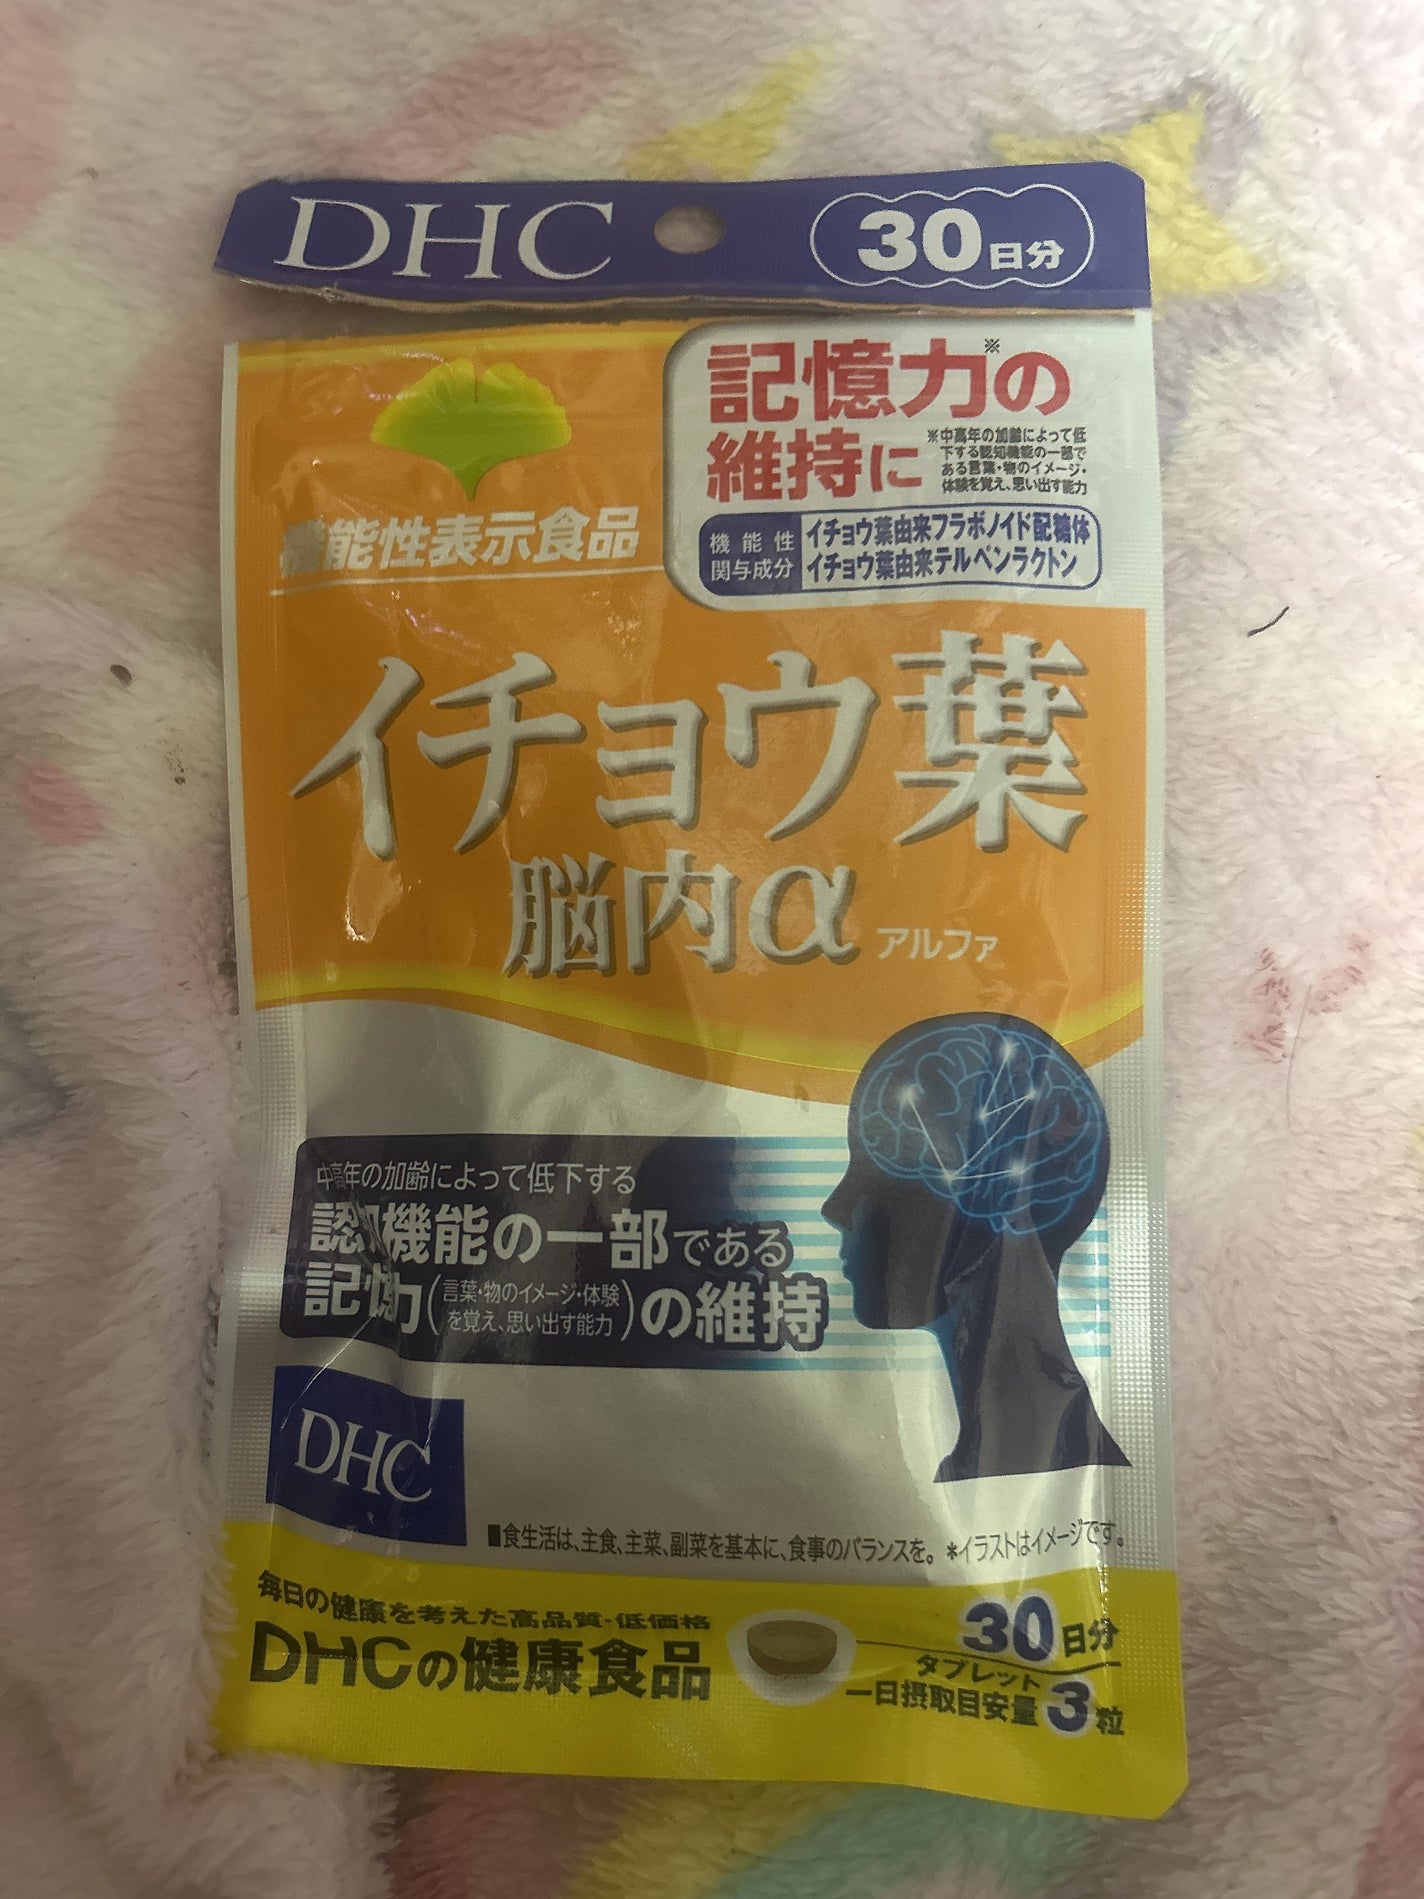 DHC
30日分
記憶力※の
維持に
※中高年の加齢によって低
下する認知機能の一部で
ある言葉・物のイメージ・
体験を覚え、思い出す能力
機能性表示食品
機能性
関与成分
イチョウ葉由来フラボノイド配糖体
イチョウ葉由来テルペンラクトン
イチョウ葉
脳内α アルファ
中高年の加齢によって低下する
認知機能の一部である
記憶力(言葉・物のイメージ・体験
を覚え、思い出す能力)の維持
DHC
■食生活は、主食、主菜、副菜を基本に、食事のバランスを。 *イラストはイメージです。
毎日の健康を考えた高品質・低価格
DHCの健康食品
30日分
タブレット
一日摂取目安量3粒